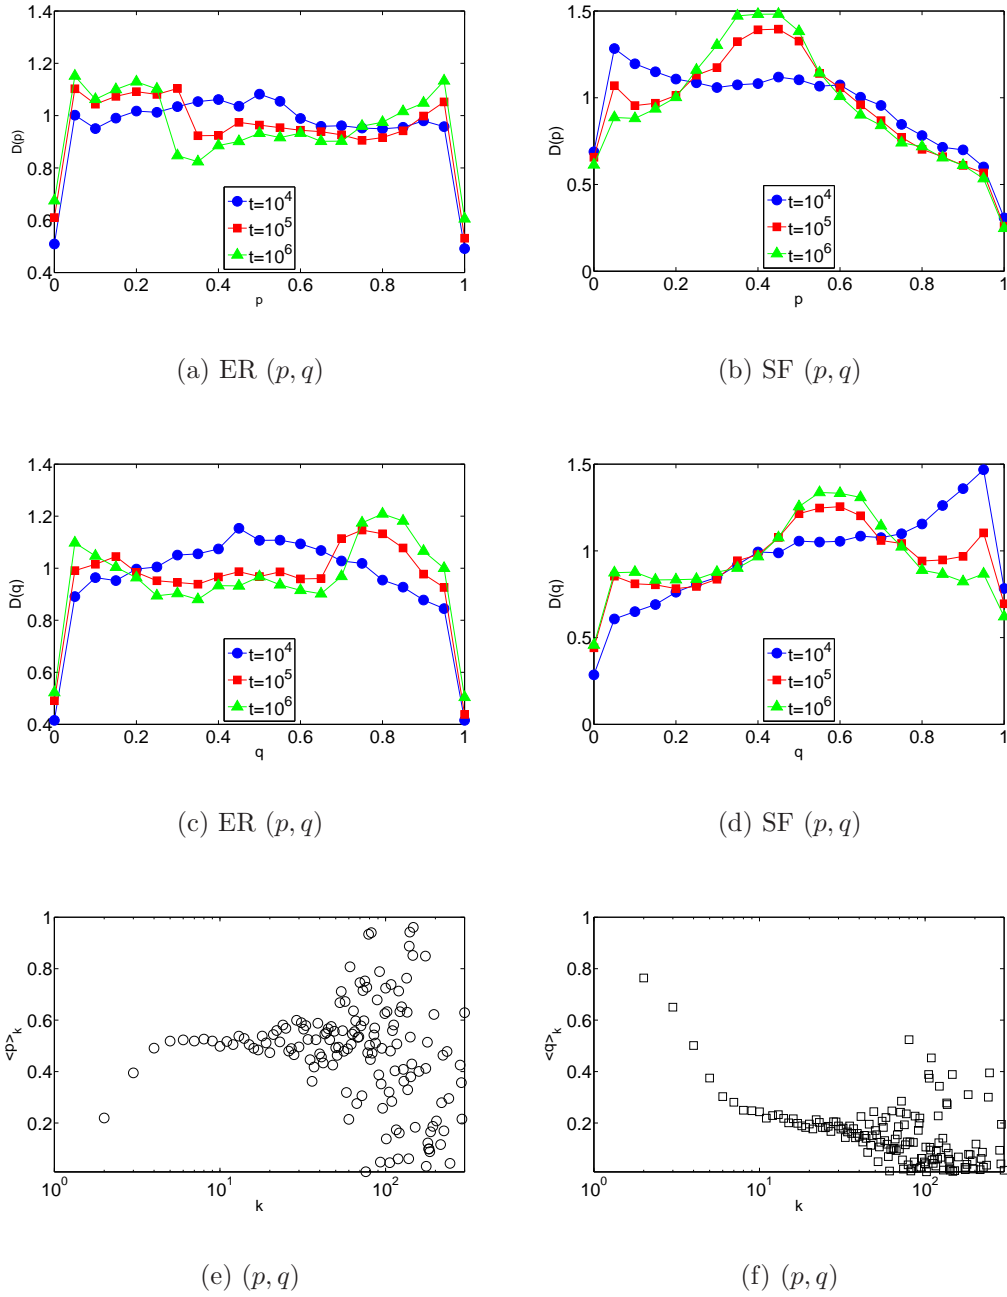 1.4
1.2
1
0.8
0.6
0.4
D(p)
0 0.2 0.4 0.6 0.8 1
p
t=10^4
t=10^5
t=10^6
(a) ER (p, q)
1.5
1
0.5
0
D(p)
0 0.2 0.4 0.6 0.8 1
p
t=10^4
t=10^5
t=10^6
(b) SF (p, q)
1.4
1.2
1
0.8
0.6
0.4
D(q)
0 0.2 0.4 0.6 0.8 1
q
t=10^4
t=10^5
t=10^6
(c) ER (p, q)
1.5
1
0.5
0
D(q)
0 0.2 0.4 0.6 0.8 1
q
t=10^4
t=10^5
t=10^6
(d) SF (p, q)
1
0.8
0.6
0.4
0.2
<p>_k
10^0 10^1 10^2
k
(e) (p, q)
1
0.8
0.6
0.4
0.2
<q>_k
10^0 10^1 10^2
k
(f) (p, q)